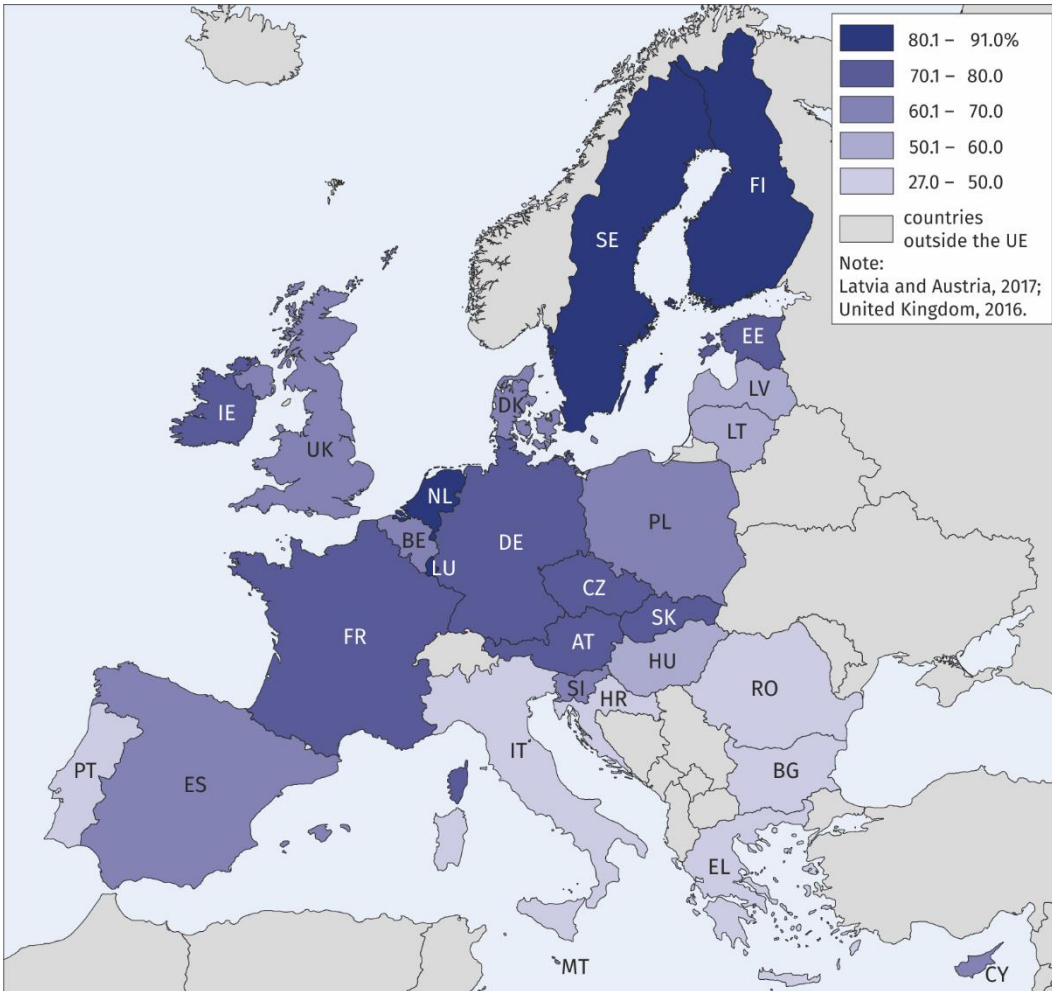 80.1 – 91.0%
70.1 – 80.0
60.1 – 70.0
50.1 – 60.0
27.0 – 50.0
countries
outside the UE
Note:
Latvia and Austria, 2017;
United Kingdom, 2016.
FI
SE
EE
LV
LT
IE
DK
UK
NL
PL
BE
DE
LU
CZ
SK
FR
AT
HU
SI
HR
RO
IT
PT
ES
BG
EL
MT
CY